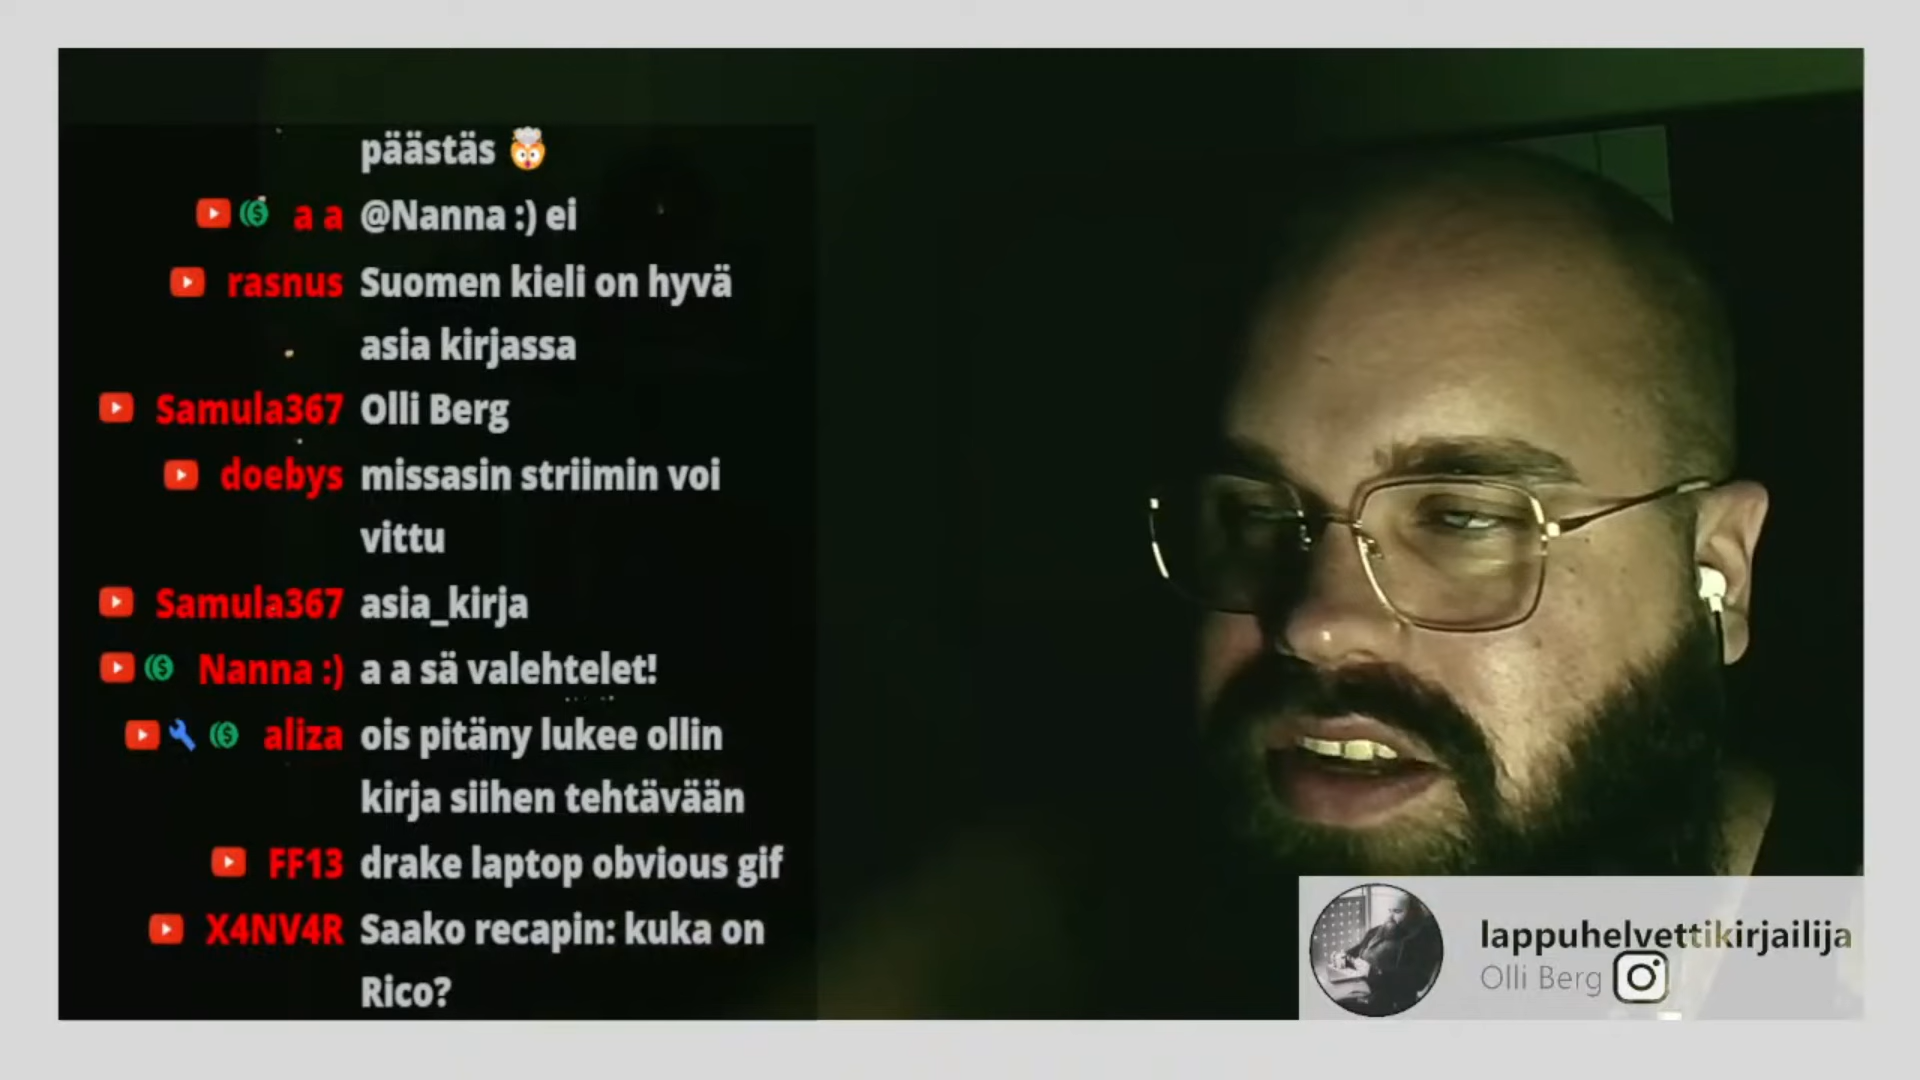 päästäs 🤯
a a @Nanna :) ei
rasnus Suomen kieli on hyvä
asia kirjassa
Samula367 Olli Berg
doebys missasin striimin voi
vittu
Samula367 asia_kirja
Nanna :) a a sä valehtelet!
aliza ois pitäny lukee ollin
kirja siihen tehtävään
FF13 drake laptop obvious gif
X4NV4R Saako recapin: kuka on
Rico?
lappuhelvettikirjailija
Olli Berg